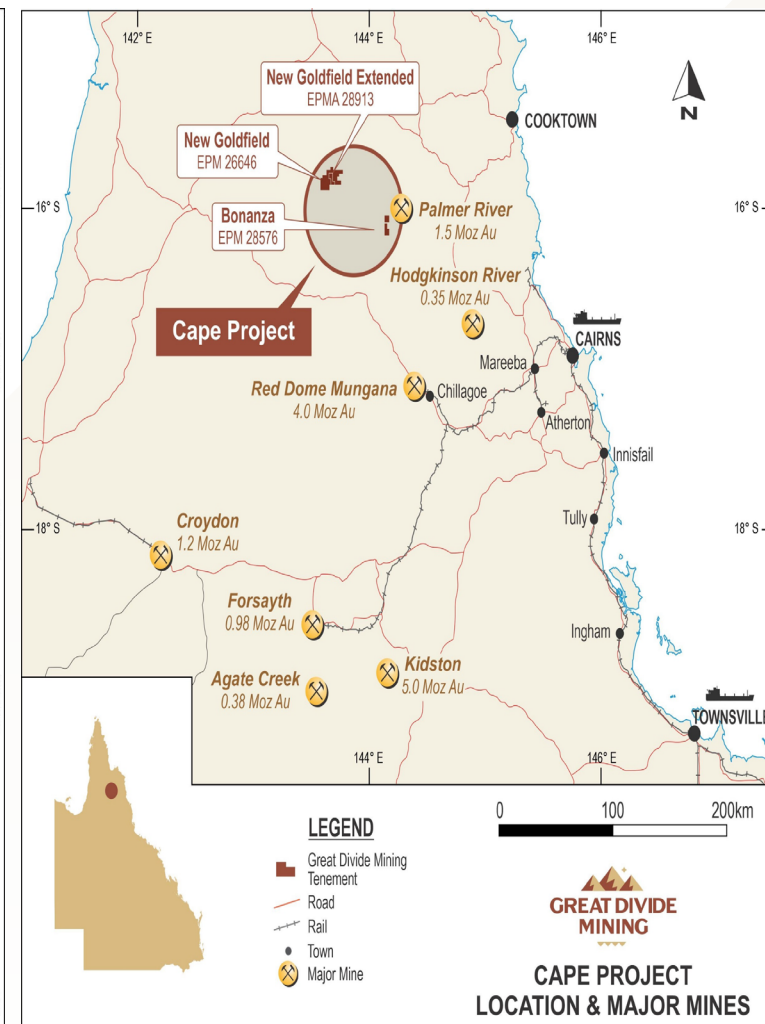 142° E
144° E
146° E
New Goldfield Extended
EPMA 28913
N
COOKTOWN
New Goldfield
EPM 26646
16° S
16° S
Palmer River
1.5 Moz Au
Bonanza
EPM 28576
Hodgkinson River
0.35 Moz Au
Cape Project
CAIRNS
Mareeba
Red Dome Mungana
4.0 Moz Au
Chillagoe
Atherton
Innisfail
Croydon
1.2 Moz Au
Tully
18° S
18° S
Forsayth
0.98 Moz Au
Ingham
Kidston
5.0 Moz Au
Agate Creek
0.38 Moz Au
TOWNSVILLE
144° E
146° E
0 100 200km
LEGEND
Great Divide Mining
Tenement
Road
Rail
Town
Major Mine
GREAT DIVIDE
MINING
CAPE PROJECT
LOCATION & MAJOR MINES